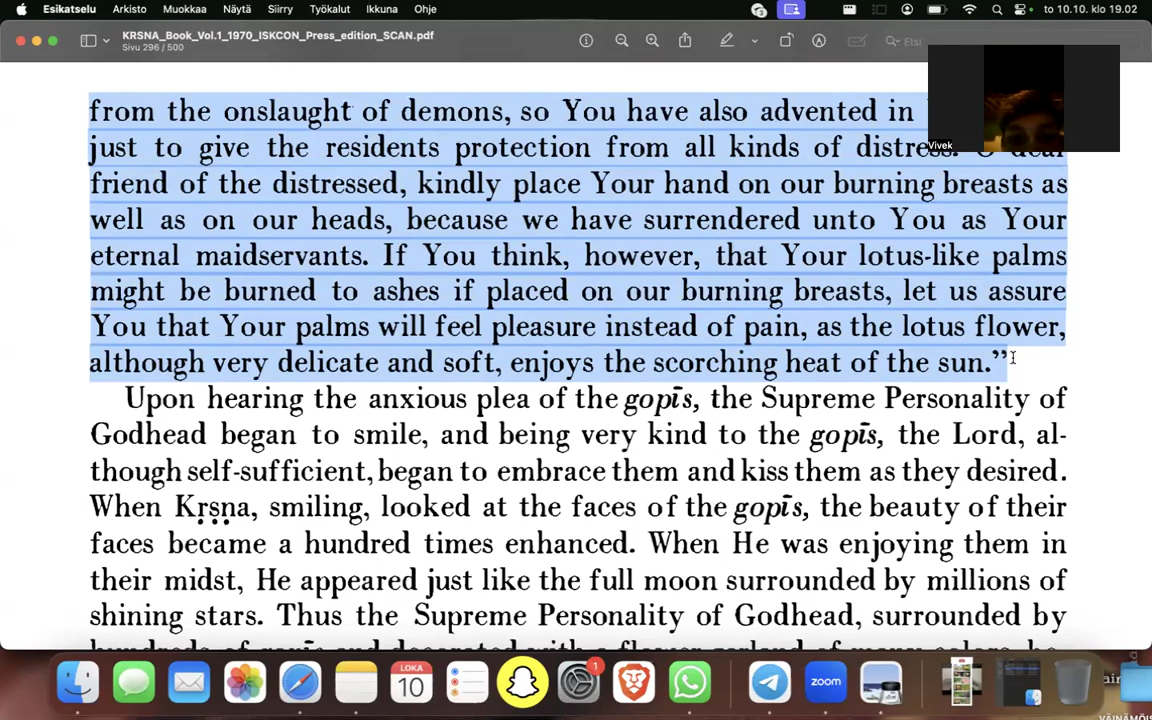 Esikatselu Arkisto Muokkaa Näytä Siirry Työkalut Ikkuna Ohje to 10.10. klo 19.02
KRSNA_Book_Vol.1_1970_ISKCON_Press_edition_SCAN.pdf
Sivu 296 / 500
Etsi
Vivek
from the onslaught of demons, so You have also advented in
just to give the residents protection from all kinds of distress. O dear
friend of the distressed, kindly place Your hand on our burning breasts as
well as on our heads, because we have surrendered unto You as Your
eternal maidservants. If You think, however, that Your lotus-like palms
might be burned to ashes if placed on our burning breasts, let us assure
You that Your palms will feel pleasure instead of pain, as the lotus flower,
although very delicate and soft, enjoys the scorching heat of the sun.”
Upon hearing the anxious plea of the gopīs, the Supreme Personality of
Godhead began to smile, and being very kind to the gopīs, the Lord, al-
though self-sufficient, began to embrace them and kiss them as they desired.
When Kṛṣṇa, smiling, looked at the faces of the gopīs, the beauty of their
faces became a hundred times enhanced. When He was enjoying them in
their midst, He appeared just like the full moon surrounded by millions of
shining stars. Thus the Supreme Personality of Godhead, surrounded by
LOKA
10
1
zoom